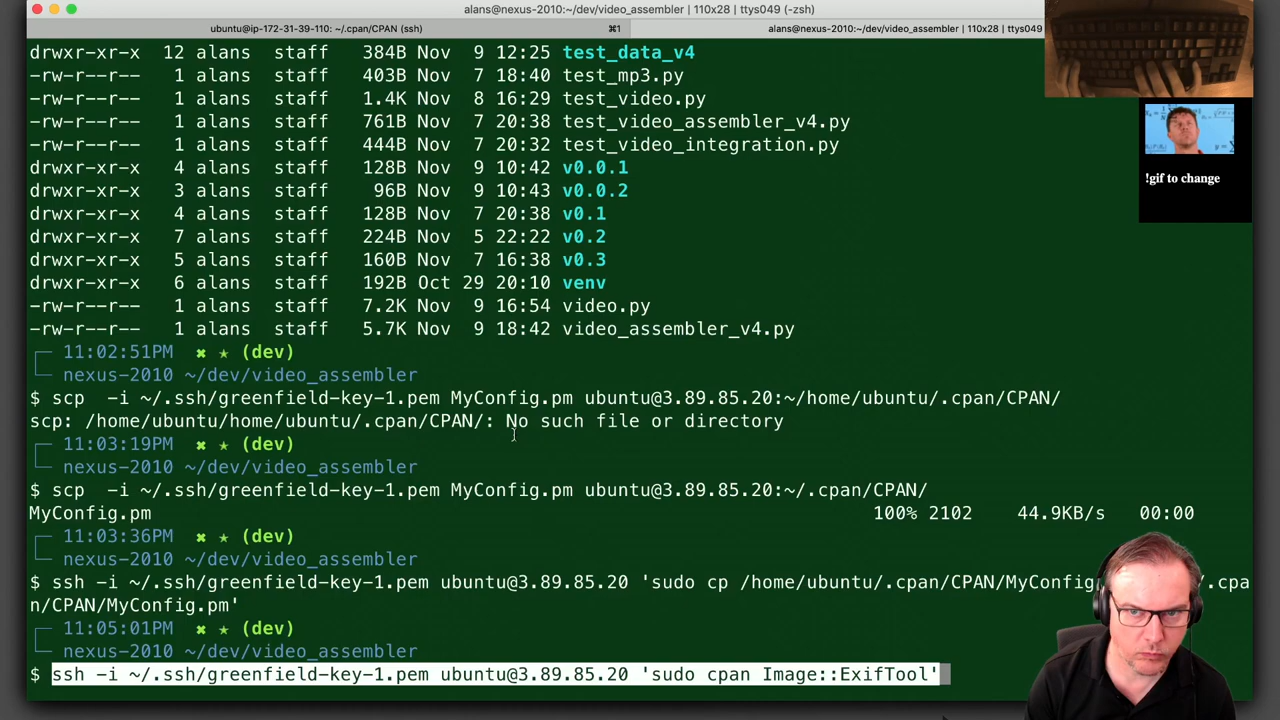 alans@nexus-2010:~/dev/video_assembler | 110x28 | ttys049 (-zsh)
ubuntu@ip-172-31-39-110: ~/.cpan/CPAN (ssh) ⌘1 alans@nexus-2010:~/dev/video_assembler | 110x28 | ttys049 (-zsh)
drwxr-xr-x 12 alans staff 384B Nov 9 12:25 test_data_v4
-rw-r--r-- 1 alans staff 403B Nov 7 18:40 test_mp3.py
-rw-r--r-- 1 alans staff 1.4K Nov 8 16:29 test_video.py
-rw-r--r-- 1 alans staff 761B Nov 7 20:38 test_video_assembler_v4.py
-rw-r--r-- 1 alans staff 444B Nov 7 20:32 test_video_integration.py
drwxr-xr-x 4 alans staff 128B Nov 9 10:42 v0.0.1
drwxr-xr-x 3 alans staff 96B Nov 9 10:43 v0.0.2
drwxr-xr-x 4 alans staff 128B Nov 7 20:38 v0.1
drwxr-xr-x 7 alans staff 224B Nov 5 22:22 v0.2
drwxr-xr-x 5 alans staff 160B Nov 7 16:38 v0.3
drwxr-xr-x 6 alans staff 192B Oct 29 20:10 venv
-rw-r--r-- 1 alans staff 7.2K Nov 9 16:54 video.py
-rw-r--r-- 1 alans staff 5.7K Nov 9 18:42 video_assembler_v4.py
11:02:51PM ✖ ★ (dev)
nexus-2010 ~/dev/video_assembler
$ scp -i ~/.ssh/greenfield-key-1.pem MyConfig.pm ubuntu@3.89.85.20:~/home/ubuntu/.cpan/CPAN/
scp: /home/ubuntu/home/ubuntu/.cpan/CPAN/: No such file or directory
11:03:19PM ✖ ★ (dev)
nexus-2010 ~/dev/video_assembler
$ scp -i ~/.ssh/greenfield-key-1.pem MyConfig.pm ubuntu@3.89.85.20:~/.cpan/CPAN/
MyConfig.pm 100% 2102 44.9KB/s 00:00
11:03:36PM ✖ ★ (dev)
nexus-2010 ~/dev/video_assembler
$ ssh -i ~/.ssh/greenfield-key-1.pem ubuntu@3.89.85.20 'sudo cp /home/ubuntu/.cpan/CPAN/MyConfig. /.cpa
n/CPAN/MyConfig.pm'
11:05:01PM ✖ ★ (dev)
nexus-2010 ~/dev/video_assembler
$ ssh -i ~/.ssh/greenfield-key-1.pem ubuntu@3.89.85.20 'sudo cpan Image::ExifTool'
!gif to change